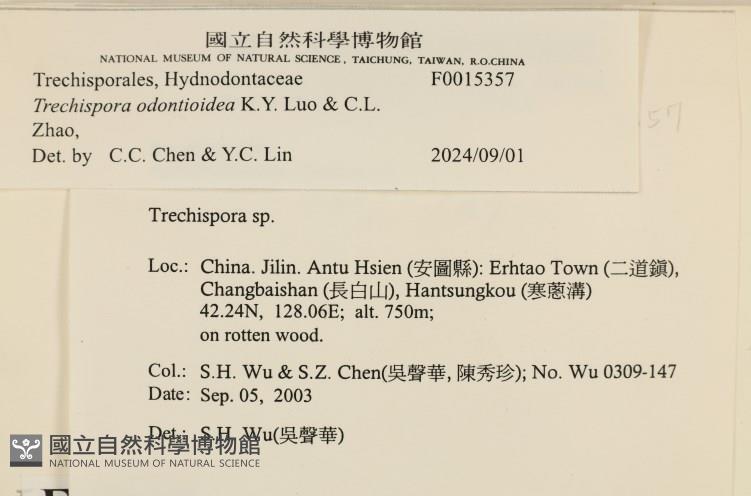 國立自然科學博物館
NATIONAL MUSEUM OF NATURAL SCIENCE, TAICHUNG, TAIWAN, R.O.CHINA
Trechisporales, Hydnodontaceae F0015357
Trechispora odontioidea K.Y. Luo & C.L.
Zhao,
Det. by C.C. Chen & Y.C. Lin 2024/09/01
57
Trechispora sp.
Loc.: China. Jilin. Antu Hsien (安圖縣): Erhtao Town (二道鎮),
Changbaishan (長白山), Hantsungkou (寒蔥溝)
42.24N, 128.06E; alt. 750m;
on rotten wood.
Col.: S.H. Wu & S.Z. Chen(吳聲華, 陳秀珍); No. Wu 0309-147
Date: Sep. 05, 2003
Det.: S.H. Wu(吳聲華)
國立自然科學博物館
NATIONAL MUSEUM OF NATURAL SCIENCE